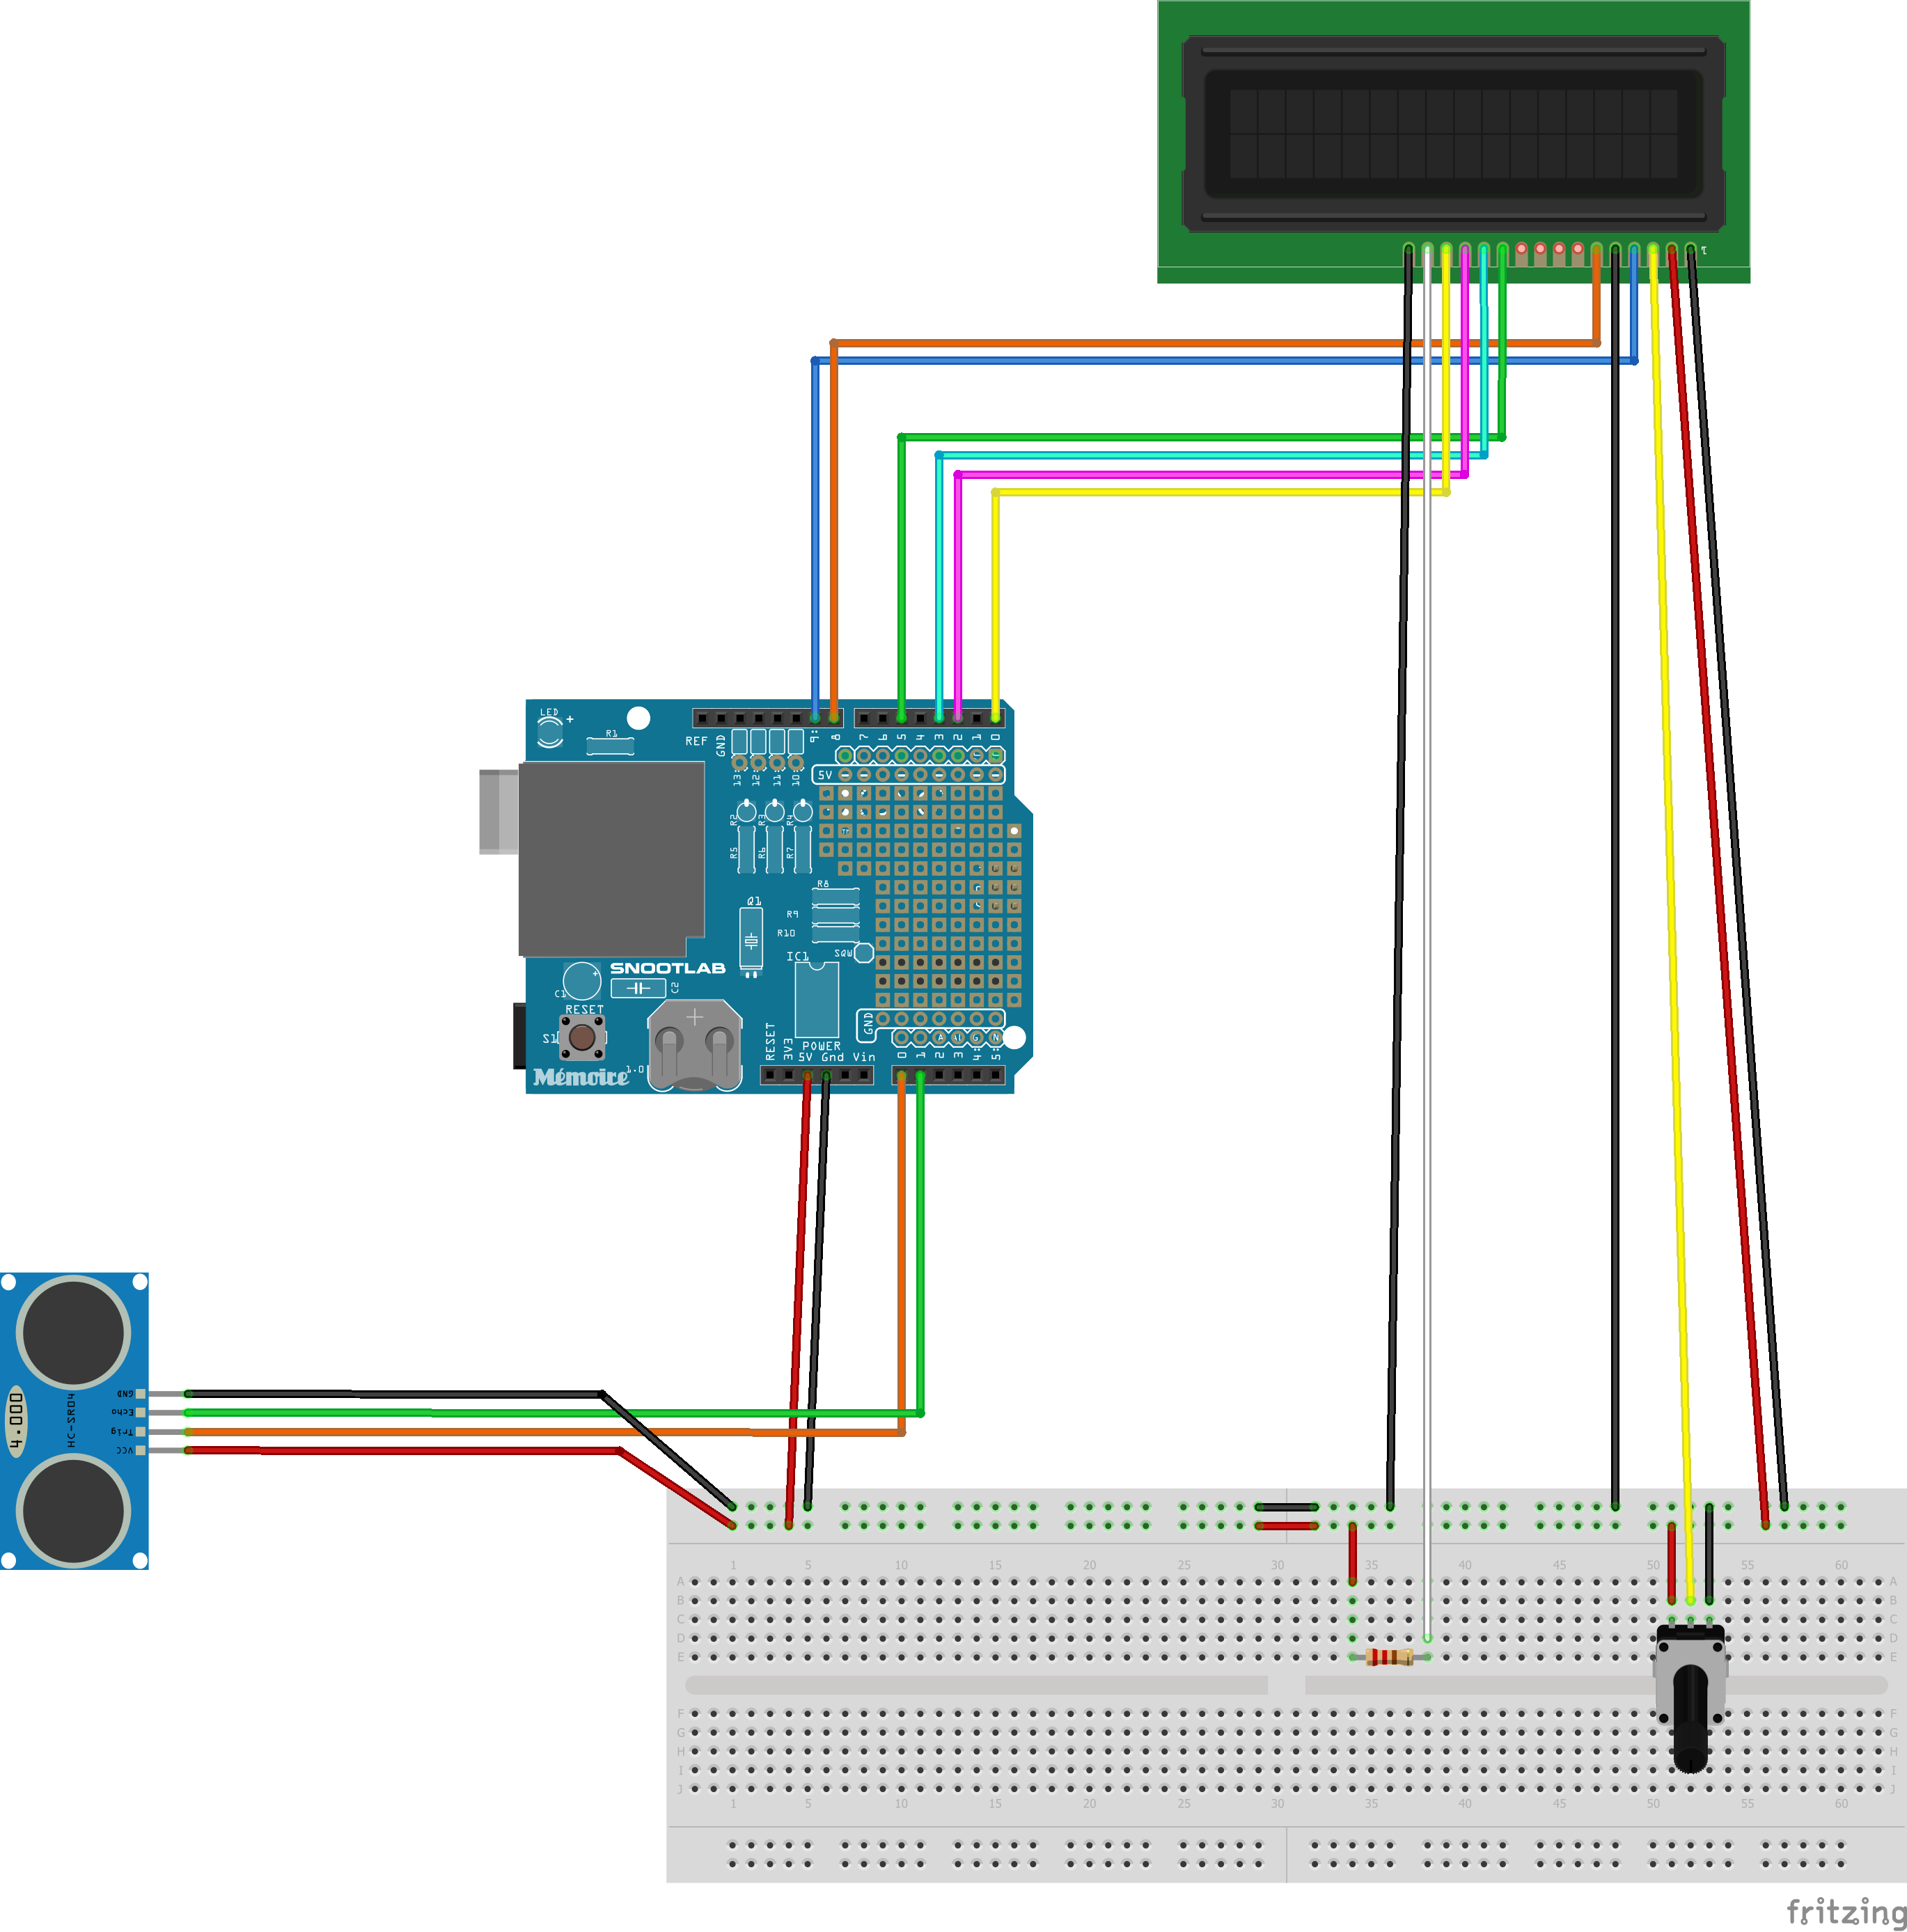 1
LED
+
R1
REF
GND
9:
8
7
6
5
4
3
2
1
0
13
12
11
10
5V
R2
R3
R4
R5
R6
R7
R8
R9
R10
Q1
SQW
IC1
SNOOTLAB
C1
+
C2
RESET
S1
GND
RESET
3V3
POWER
5V Gnd Vin
0
1
2
3
4:
5:
Mémoire
1.0
GND
Echo
Trig
VCC
HC-SR04
4.000
1 5 10 15 20 25 30 35 40 45 50 55 60
A A
B B
C C
D D
E E
F F
G G
H H
I I
J J
1 5 10 15 20 25 30 35 40 45 50 55 60
fritzing